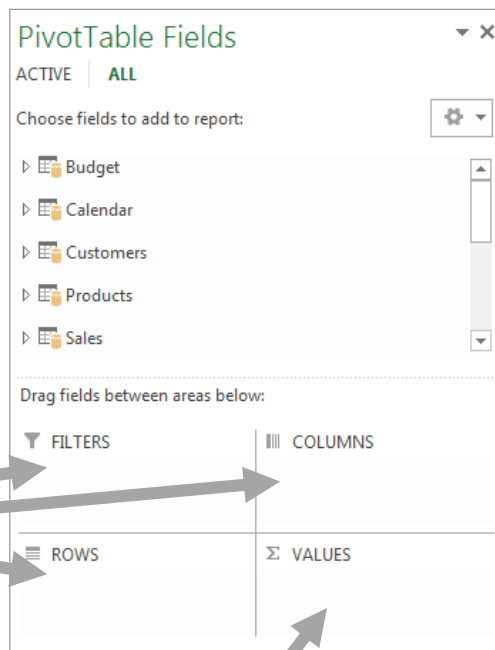 PivotTable Fields
ACTIVE ALL
Choose fields to add to report:
Budget
Calendar
Customers
Products
Sales
Drag fields between areas below:
FILTERS COLUMNS
ROWS Σ VALUES